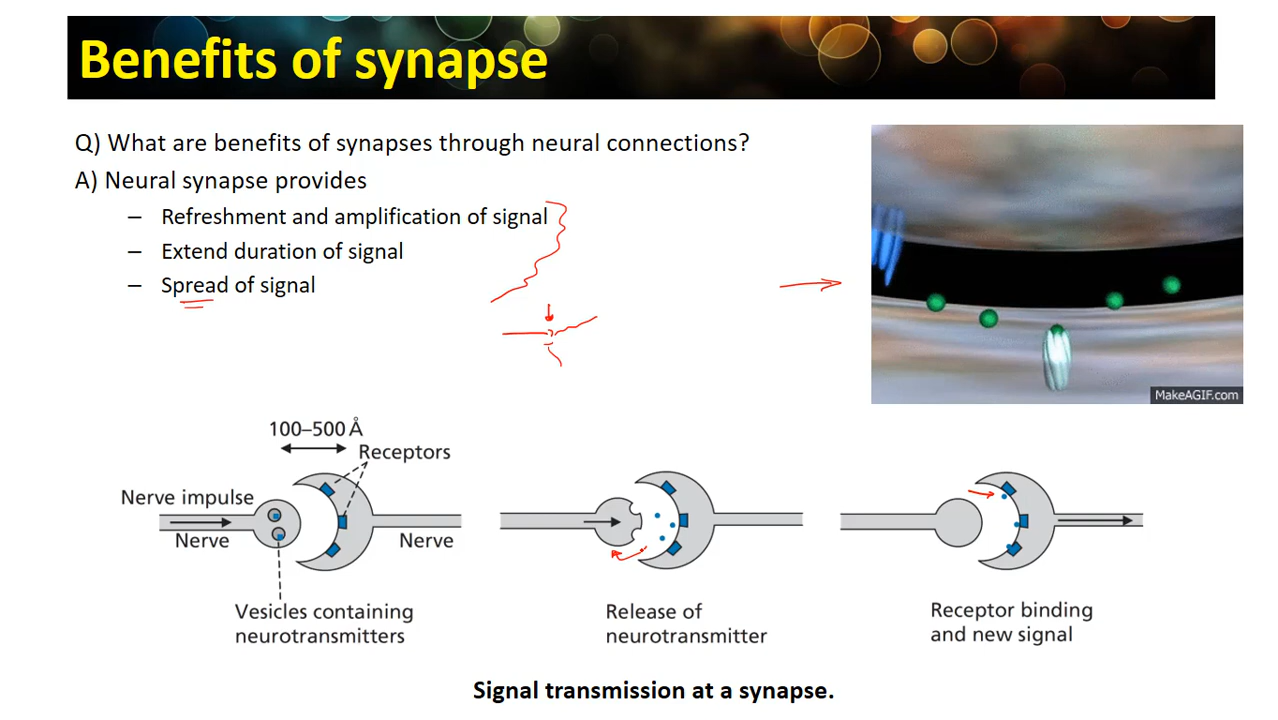 Benefits of synapse
Q) What are benefits of synapses through neural connections?
A) Neural synapse provides
– Refreshment and amplification of signal
– Extend duration of signal
– Spread of signal
MakeAGIF.com
100–500 Å
Receptors
Nerve impulse
Nerve
Nerve
Vesicles containing
neurotransmitters
Release of
neurotransmitter
Receptor binding
and new signal
Signal transmission at a synapse.